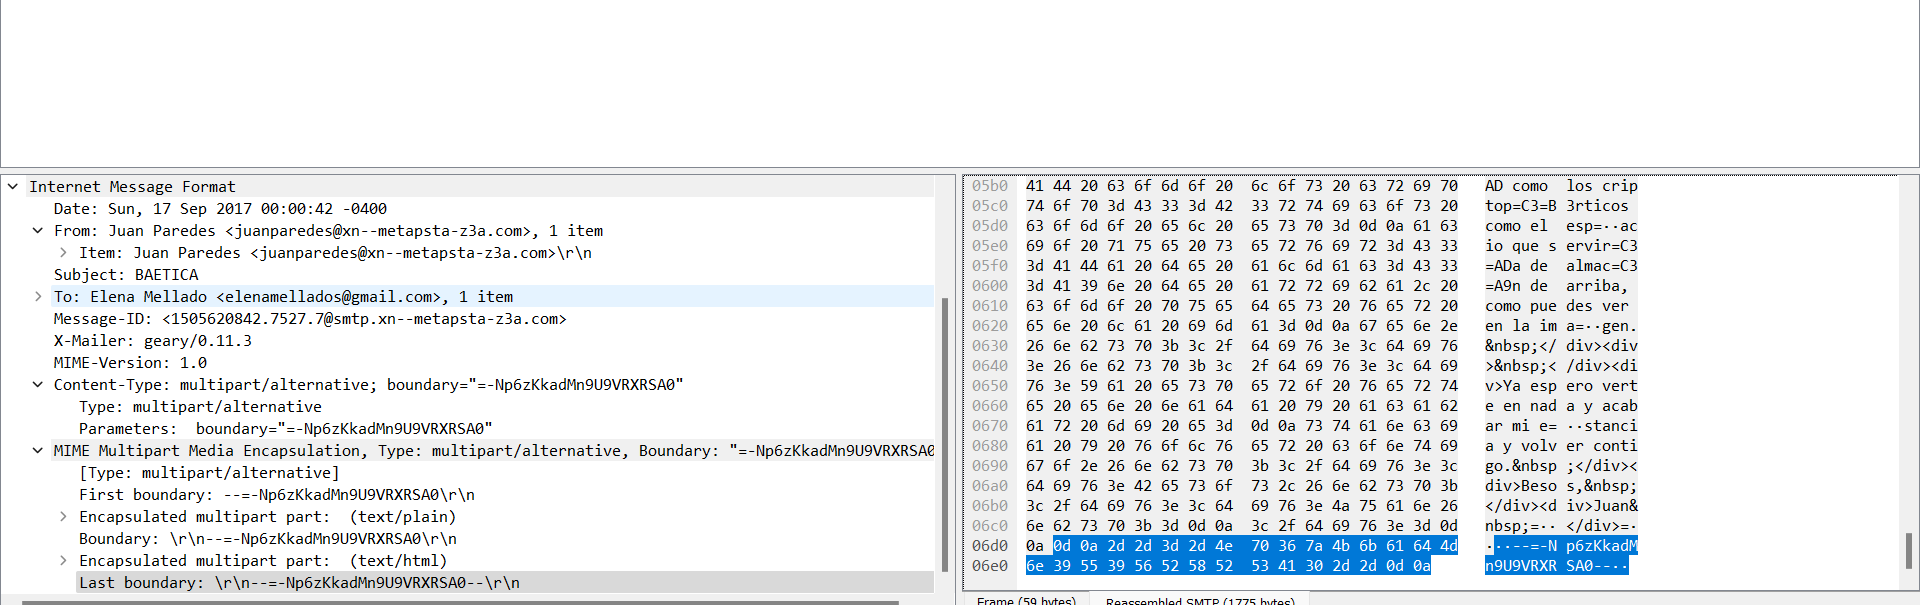 Internet Message Format
Date: Sun, 17 Sep 2017 00:00:42 -0400
From: Juan Paredes <juanparedes@xn--metapsta-z3a.com>, 1 item
Item: Juan Paredes <juanparedes@xn--metapsta-z3a.com>\r\n
Subject: BAETICA
To: Elena Mellado <elenamellados@gmail.com>, 1 item
Message-ID: <1505620842.7527.7@smtp.xn--metapsta-z3a.com>
X-Mailer: geary/0.11.3
MIME-Version: 1.0
Content-Type: multipart/alternative; boundary="=-Np6zKkadMn9U9VRXRSA0"
Type: multipart/alternative
Parameters:  boundary="=-Np6zKkadMn9U9VRXRSA0"
MIME Multipart Media Encapsulation, Type: multipart/alternative, Boundary: "=-Np6zKkadMn9U9VRXRSA0
[Type: multipart/alternative]
First boundary: --=-Np6zKkadMn9U9VRXRSA0\r\n
Encapsulated multipart part:  (text/plain)
Boundary: \r\n--=-Np6zKkadMn9U9VRXRSA0\r\n
Encapsulated multipart part:  (text/html)
Last boundary: \r\n--=-Np6zKkadMn9U9VRXRSA0--\r\n
05b0 41 44 20 63 6f 6d 6f 20 6c 6f 73 20 63 72 69 70 AD como los crip
05c0 74 6f 70 3d 43 33 3d 42 33 72 74 69 63 6f 73 20 top=C3=B 3rticos
05d0 63 6f 6d 6f 20 65 6c 20 65 73 70 3d 0d 0a 61 63 como el esp=··ac
05e0 69 6f 20 71 75 65 20 73 65 72 76 69 72 3d 43 33 io que s ervir=C3
05f0 3d 41 44 61 20 64 65 20 61 6c 6d 61 63 3d 43 33 =ADa de almac=C3
0600 3d 41 39 6e 20 64 65 20 61 72 72 69 62 61 2c 20 =A9n de arriba,
0610 63 6f 6d 6f 20 70 75 65 64 65 73 20 76 65 72 20 como pue des ver
0620 65 6e 20 6c 61 20 69 6d 61 3d 0d 0a 67 65 6e 2e en la im a=··gen.
0630 26 6e 62 73 70 3b 3c 2f 64 69 76 3e 3c 64 69 76 &nbsp;</ div><div
0640 3e 26 6e 62 73 70 3b 3c 2f 64 69 76 3e 3c 64 69 >&nbsp;< /div><di
0650 76 3e 59 61 20 65 73 70 65 72 6f 20 76 65 72 74 v>Ya esp ero vert
0660 65 20 65 6e 20 6e 61 64 61 20 79 20 61 63 61 62 e en nad a y acab
0670 61 72 20 6d 69 20 65 3d 0d 0a 73 74 61 6e 63 69 ar mi e= ··stanci
0680 61 20 79 20 76 6f 6c 76 65 72 20 63 6f 6e 74 69 a y volv er conti
0690 67 6f 2e 26 6e 62 73 70 3b 3c 2f 64 69 76 3e 3c go.&nbsp ;</div><
06a0 64 69 76 3e 42 65 73 6f 73 2c 26 6e 62 73 70 3b div>Beso s,&nbsp;
06b0 3c 2f 64 69 76 3e 3c 64 69 76 3e 4a 75 61 6e 26 </div><d iv>Juan&
06c0 6e 62 73 70 3b 3d 0d 0a 3c 2f 64 69 76 3e 3d 0d nbsp;=·· </div>=·
06d0 0a 0d 0a 2d 2d 3d 2d 4e 70 36 7a 4b 6b 61 64 4d ···--=-N p6zKkadM
06e0 6e 39 55 39 56 52 58 52 53 41 30 2d 2d 0d 0a n9U9VRXR SA0--··
Frame (59 bytes) Reassembled SMTP (1775 bytes)